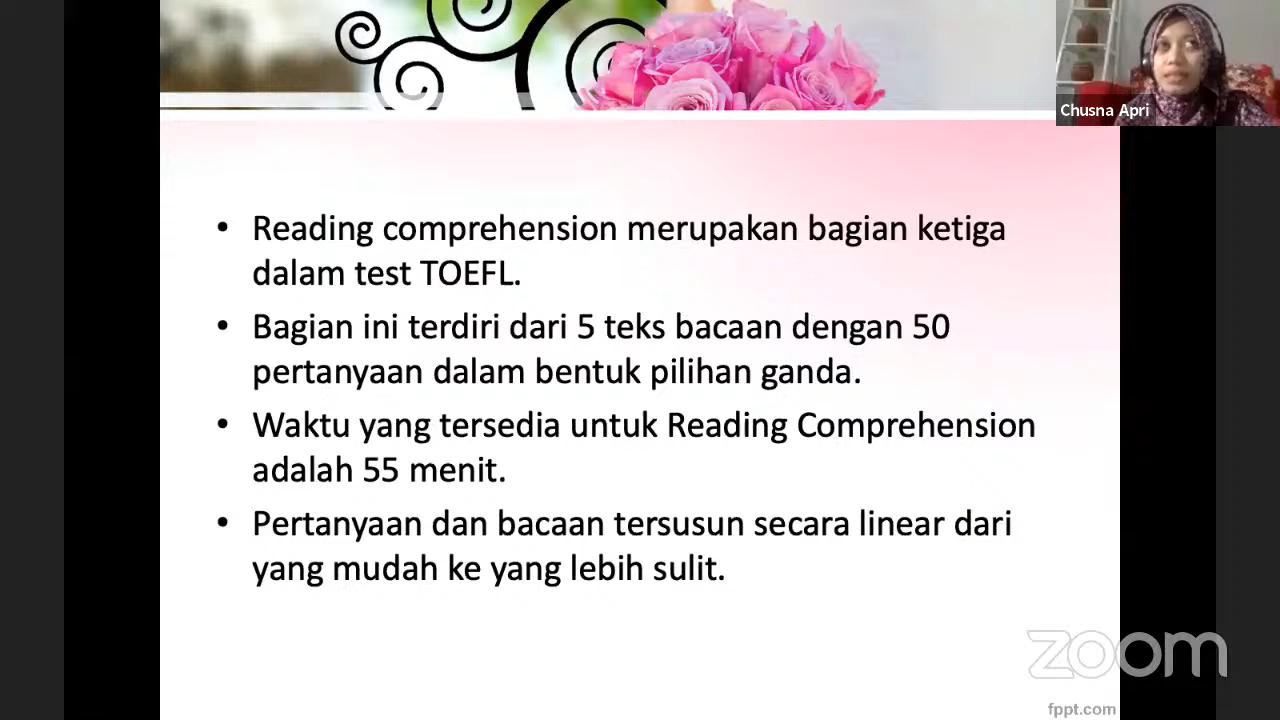 Chusna Apri
• Reading comprehension merupakan bagian ketiga
dalam test TOEFL.
• Bagian ini terdiri dari 5 teks bacaan dengan 50
pertanyaan dalam bentuk pilihan ganda.
• Waktu yang tersedia untuk Reading Comprehension
adalah 55 menit.
• Pertanyaan dan bacaan tersusun secara linear dari
yang mudah ke yang lebih sulit.
zoom
fppt.com